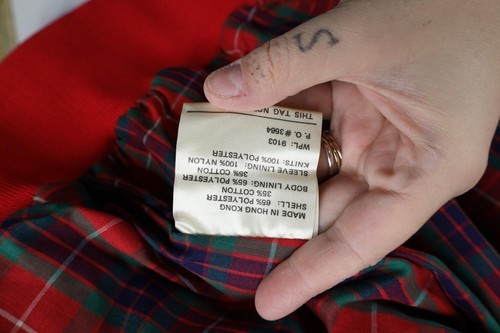 MADE IN HONG KONG
SHELL: 65% POLYESTER
35% COTTON
BODY LINING: 65% POLYESTER
35% COTTON
SLEEVE LINING: 100% NYLON
KNITS: 100% POLYESTER
WPL: 9103
P. O. #3564
THIS TAG NO